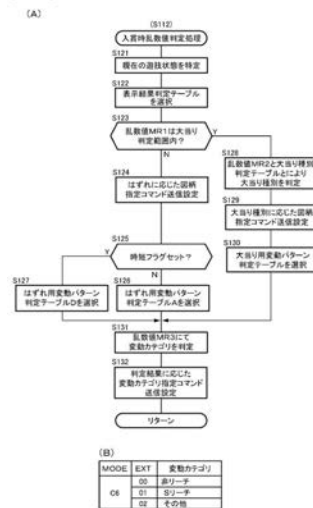 (A)
(S112)
入賞時乱数値判定処理
S121
現在の遊技状態を特定
S122
表示結果判定テーブル
を選択
S123
乱数値MR1は大当り
判定範囲内?
Y
N
S124
はずれに応じた図柄
指定コマンド送信設定
S128
乱数値MR2と大当り種別
判定テーブルとにより
大当り種別を判定
S129
大当り種別に応じた図柄
指定コマンド送信設定
S125
時短フラグセット?
Y
N
S130
大当り用変動パターン
判定テーブルを選択
S127
はずれ用変動パターン
判定テーブルDを選択
S126
はずれ用変動パターン
判定テーブルAを選択
S131
乱数値MR3にて
変動カテゴリを判定
S132
判定結果に応じた
変動カテゴリ指定コマンド
送信設定
リターン
(B)
MODE EXT 変動カテゴリ
C6 00 非リーチ
01 Sリーチ
02 その他